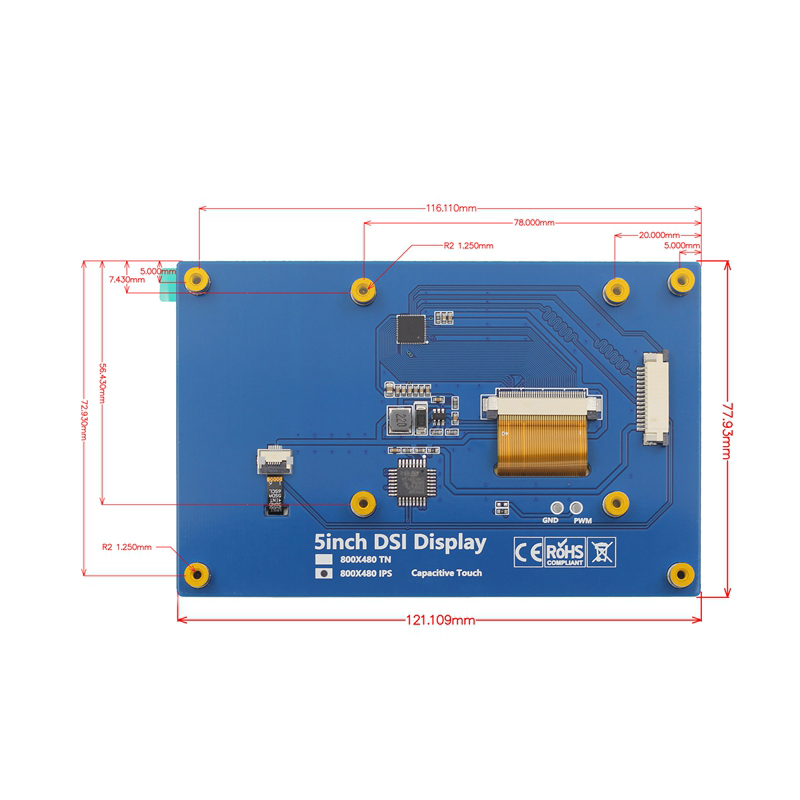 116.110mm
78.000mm
20.000mm
R2 1.250mm
5.000mm
5.000mm
7.430mm
56.430mm
72.930mm
77.93mm
220
GND
PWM
5inch DSI Display
800X480 TN
800X480 IPS
Capacitive Touch
CE
RoHS
COMPLIANT
R2 1.250mm
121.109mm